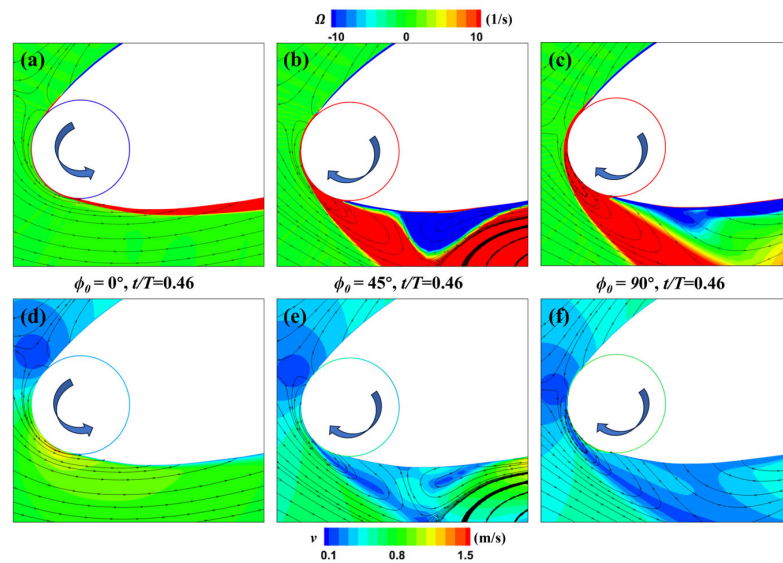 Ω (1/s)
-10 0 10
(a) (b) (c)
ϕ₀ = 0°, t/T=0.46 ϕ₀ = 45°, t/T=0.46 ϕ₀ = 90°, t/T=0.46
(d) (e) (f)
v (m/s)
0.1 0.8 1.5